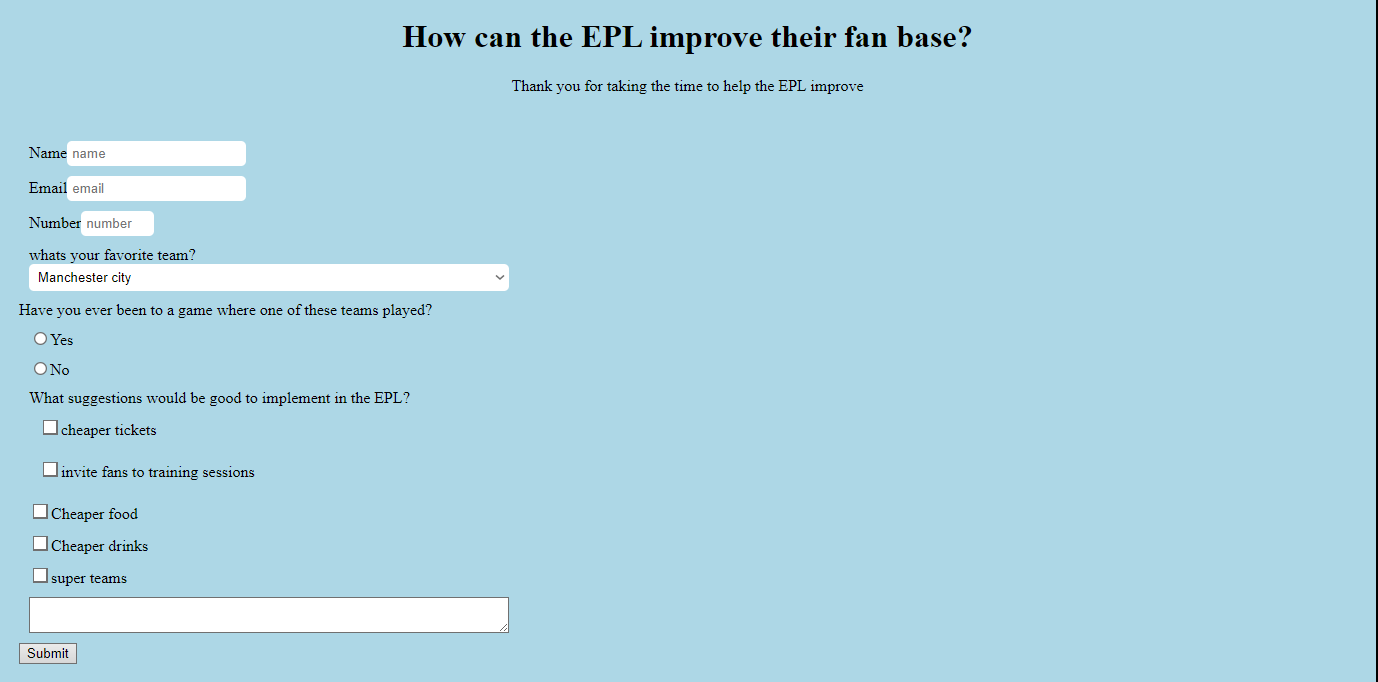 How can the EPL improve their fan base?
Thank you for taking the time to help the EPL improve
Name name
Email email
Number number
whats your favorite team?
Manchester city
Have you ever been to a game where one of these teams played?
Yes
No
What suggestions would be good to implement in the EPL?
cheaper tickets
invite fans to training sessions
Cheaper food
Cheaper drinks
super teams
Submit